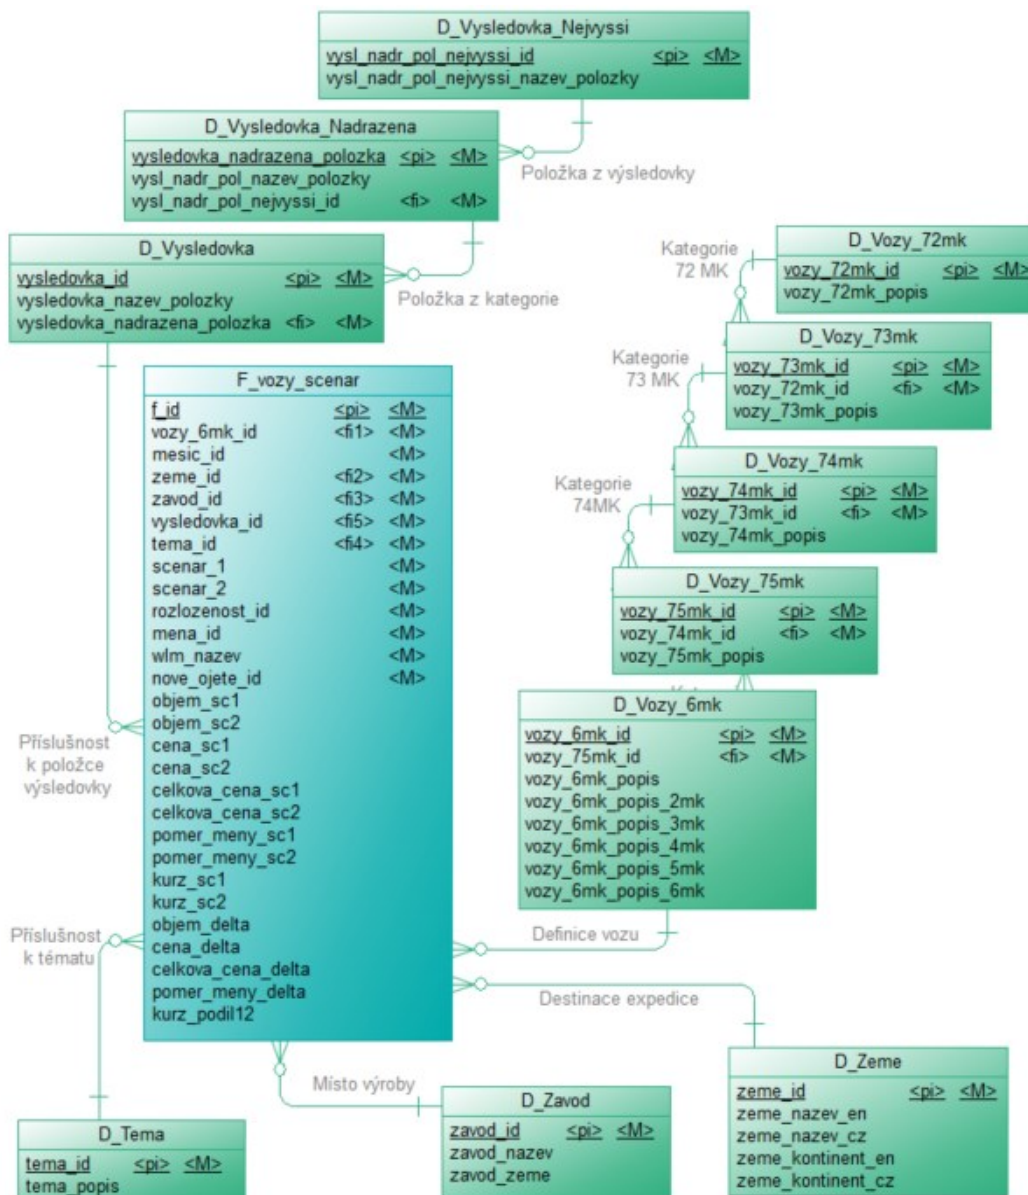 D_Vysledovka_Nejvyssi
vysl_nadr_pol_nejvyssi_id <pi> <M>
vysl_nadr_pol_nejvyssi_nazev_polozky
D_Vysledovka_Nadrazena
vysledovka_nadrazena_polozka <pi> <M>
vysl_nadr_pol_nazev_polozky
vysl_nadr_pol_nejvyssi_id <fi> <M>
Položka z výsledovky
D_Vysledovka
vysledovka_id <pi> <M>
vysledovka_nazev_polozky
vysledovka_nadrazena_polozka <fi> <M>
Položka z kategorie
Kategorie
72 MK
D_Vozy_72mk
vozy_72mk_id <pi> <M>
vozy_72mk_popis
Kategorie
73 MK
D_Vozy_73mk
vozy_73mk_id <pi> <M>
vozy_72mk_id <fi> <M>
vozy_73mk_popis
Kategorie
74MK
D_Vozy_74mk
vozy_74mk_id <pi> <M>
vozy_73mk_id <fi> <M>
vozy_74mk_popis
D_Vozy_75mk
vozy_75mk_id <pi> <M>
vozy_74mk_id <fi> <M>
vozy_75mk_popis
D_Vozy_6mk
vozy_6mk_id <pi> <M>
vozy_75mk_id <fi> <M>
vozy_6mk_popis
vozy_6mk_popis_2mk
vozy_6mk_popis_3mk
vozy_6mk_popis_4mk
vozy_6mk_popis_5mk
vozy_6mk_popis_6mk
F_vozy_scenar
f_id <pi> <M>
vozy_6mk_id <fi1> <M>
mesic_id <M>
zeme_id <fi2> <M>
zavod_id <fi3> <M>
vysledovka_id <fi5> <M>
tema_id <fi4> <M>
scenar_1 <M>
scenar_2 <M>
rozlozenost_id <M>
mena_id <M>
wlm_nazev <M>
nove_ojete_id <M>
objem_sc1
objem_sc2
cena_sc1
cena_sc2
celkova_cena_sc1
celkova_cena_sc2
pomer_meny_sc1
pomer_meny_sc2
kurz_sc1
kurz_sc2
objem_delta
cena_delta
celkova_cena_delta
pomer_meny_delta
kurz_podil12
Příslušnost
k položce
výsledovky
Příslušnost
k tématu
Definice vozu
Destinace expedice
Místo výroby
D_Tema
tema_id <pi> <M>
tema_popis
D_Zavod
zavod_id <pi> <M>
zavod_nazev
zavod_zeme
D_Zeme
zeme_id <pi> <M>
zeme_nazev_en
zeme_nazev_cz
zeme_kontinent_en
zeme_kontinent_cz